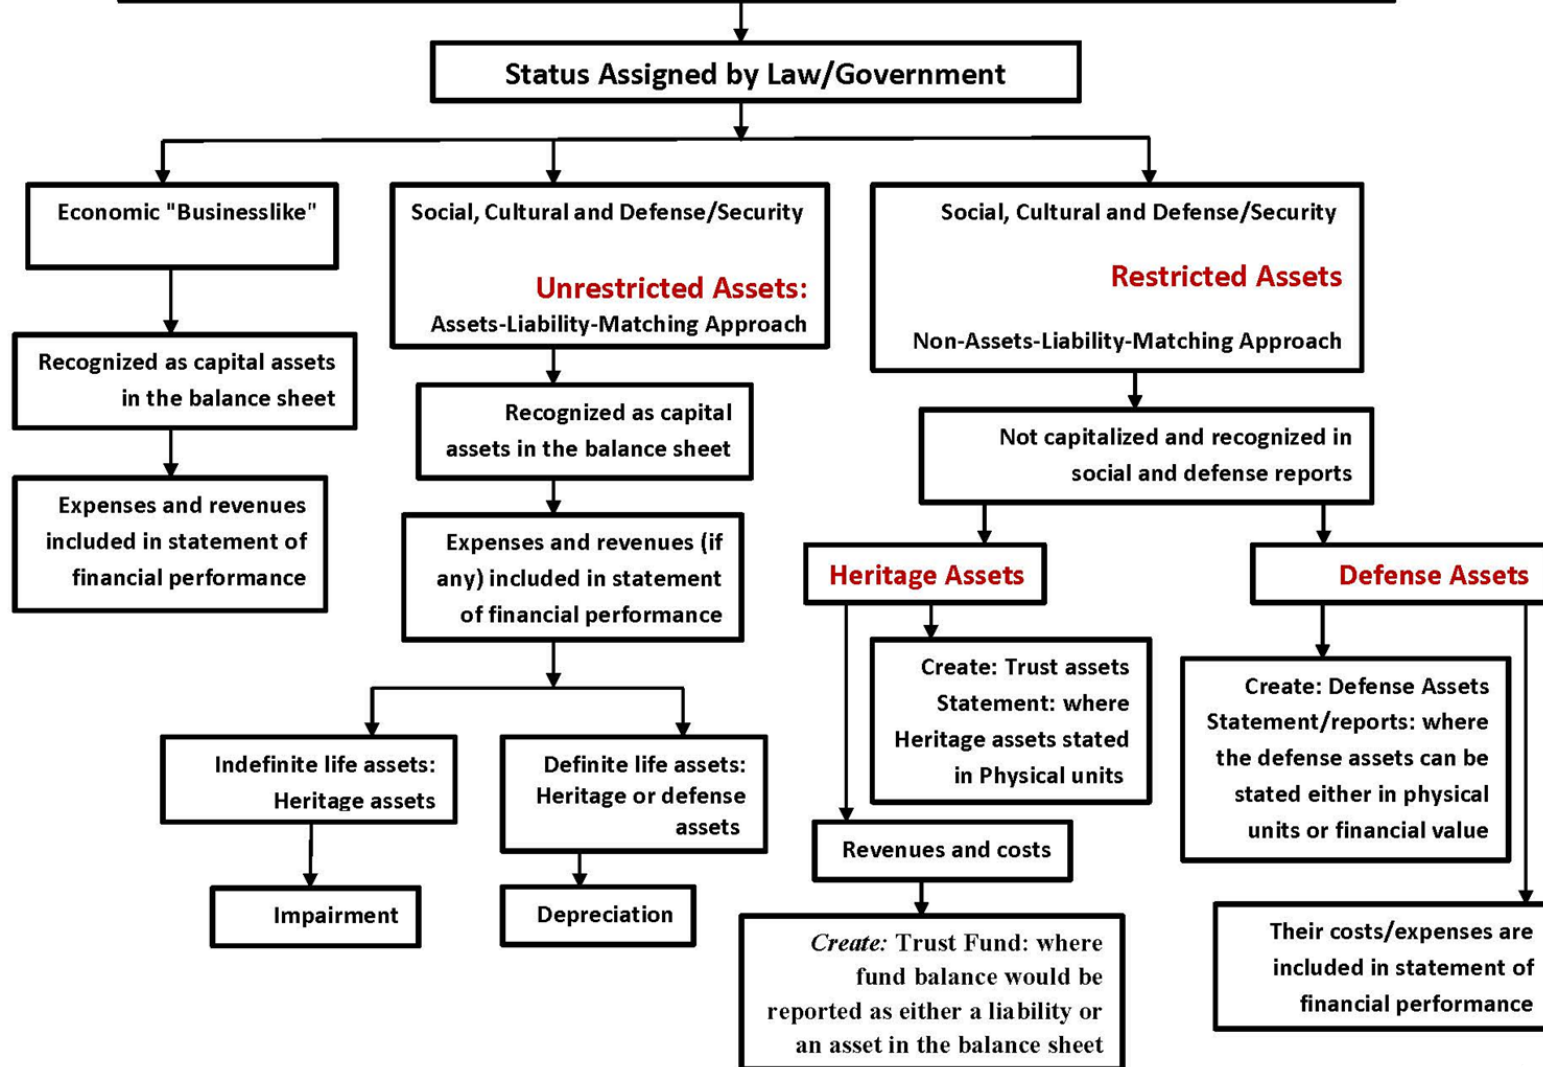 Status Assigned by Law/Government
Economic "Businesslike"
Recognized as capital assets
in the balance sheet
Expenses and revenues
included in statement of
financial performance
Social, Cultural and Defense/Security
Unrestricted Assets:
Assets-Liability-Matching Approach
Recognized as capital
assets in the balance sheet
Expenses and revenues (if
any) included in statement
of financial performance
Indefinite life assets:
Heritage assets
Impairment
Definite life assets:
Heritage or defense
assets
Depreciation
Social, Cultural and Defense/Security
Restricted Assets
Non-Assets-Liability-Matching Approach
Not capitalized and recognized in
social and defense reports
Heritage Assets
Create: Trust assets
Statement: where
Heritage assets stated
in Physical units
Revenues and costs
Create: Trust Fund: where
fund balance would be
reported as either a liability or
an asset in the balance sheet
Defense Assets
Create: Defense Assets
Statement/reports: where
the defense assets can be
stated either in physical
units or financial value
Their costs/expenses are
included in statement of
financial performance